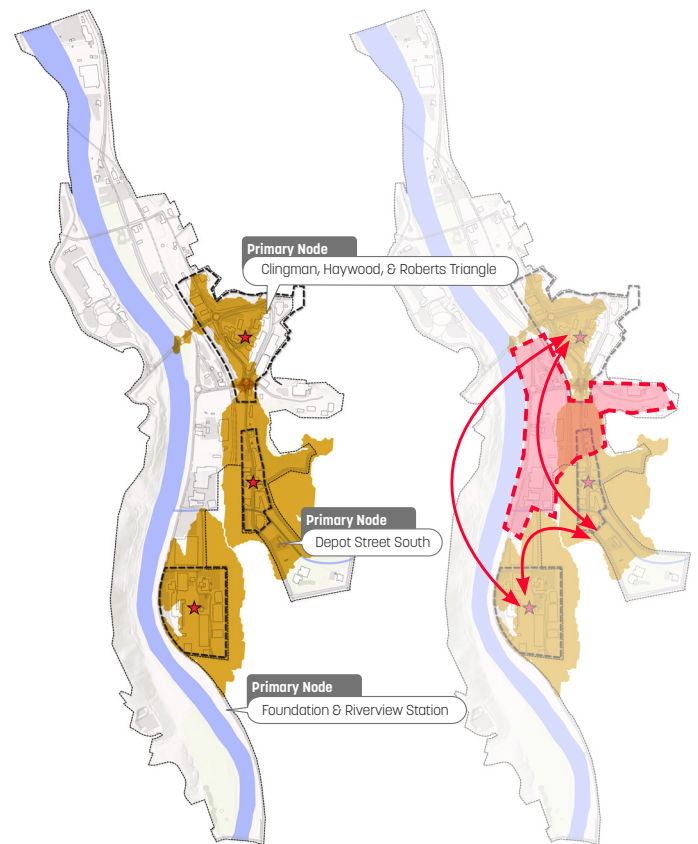 Primary Node
Clingman, Haywood, & Roberts Triangle
Primary Node
Depot Street South
Primary Node
Foundation & Riverview Station